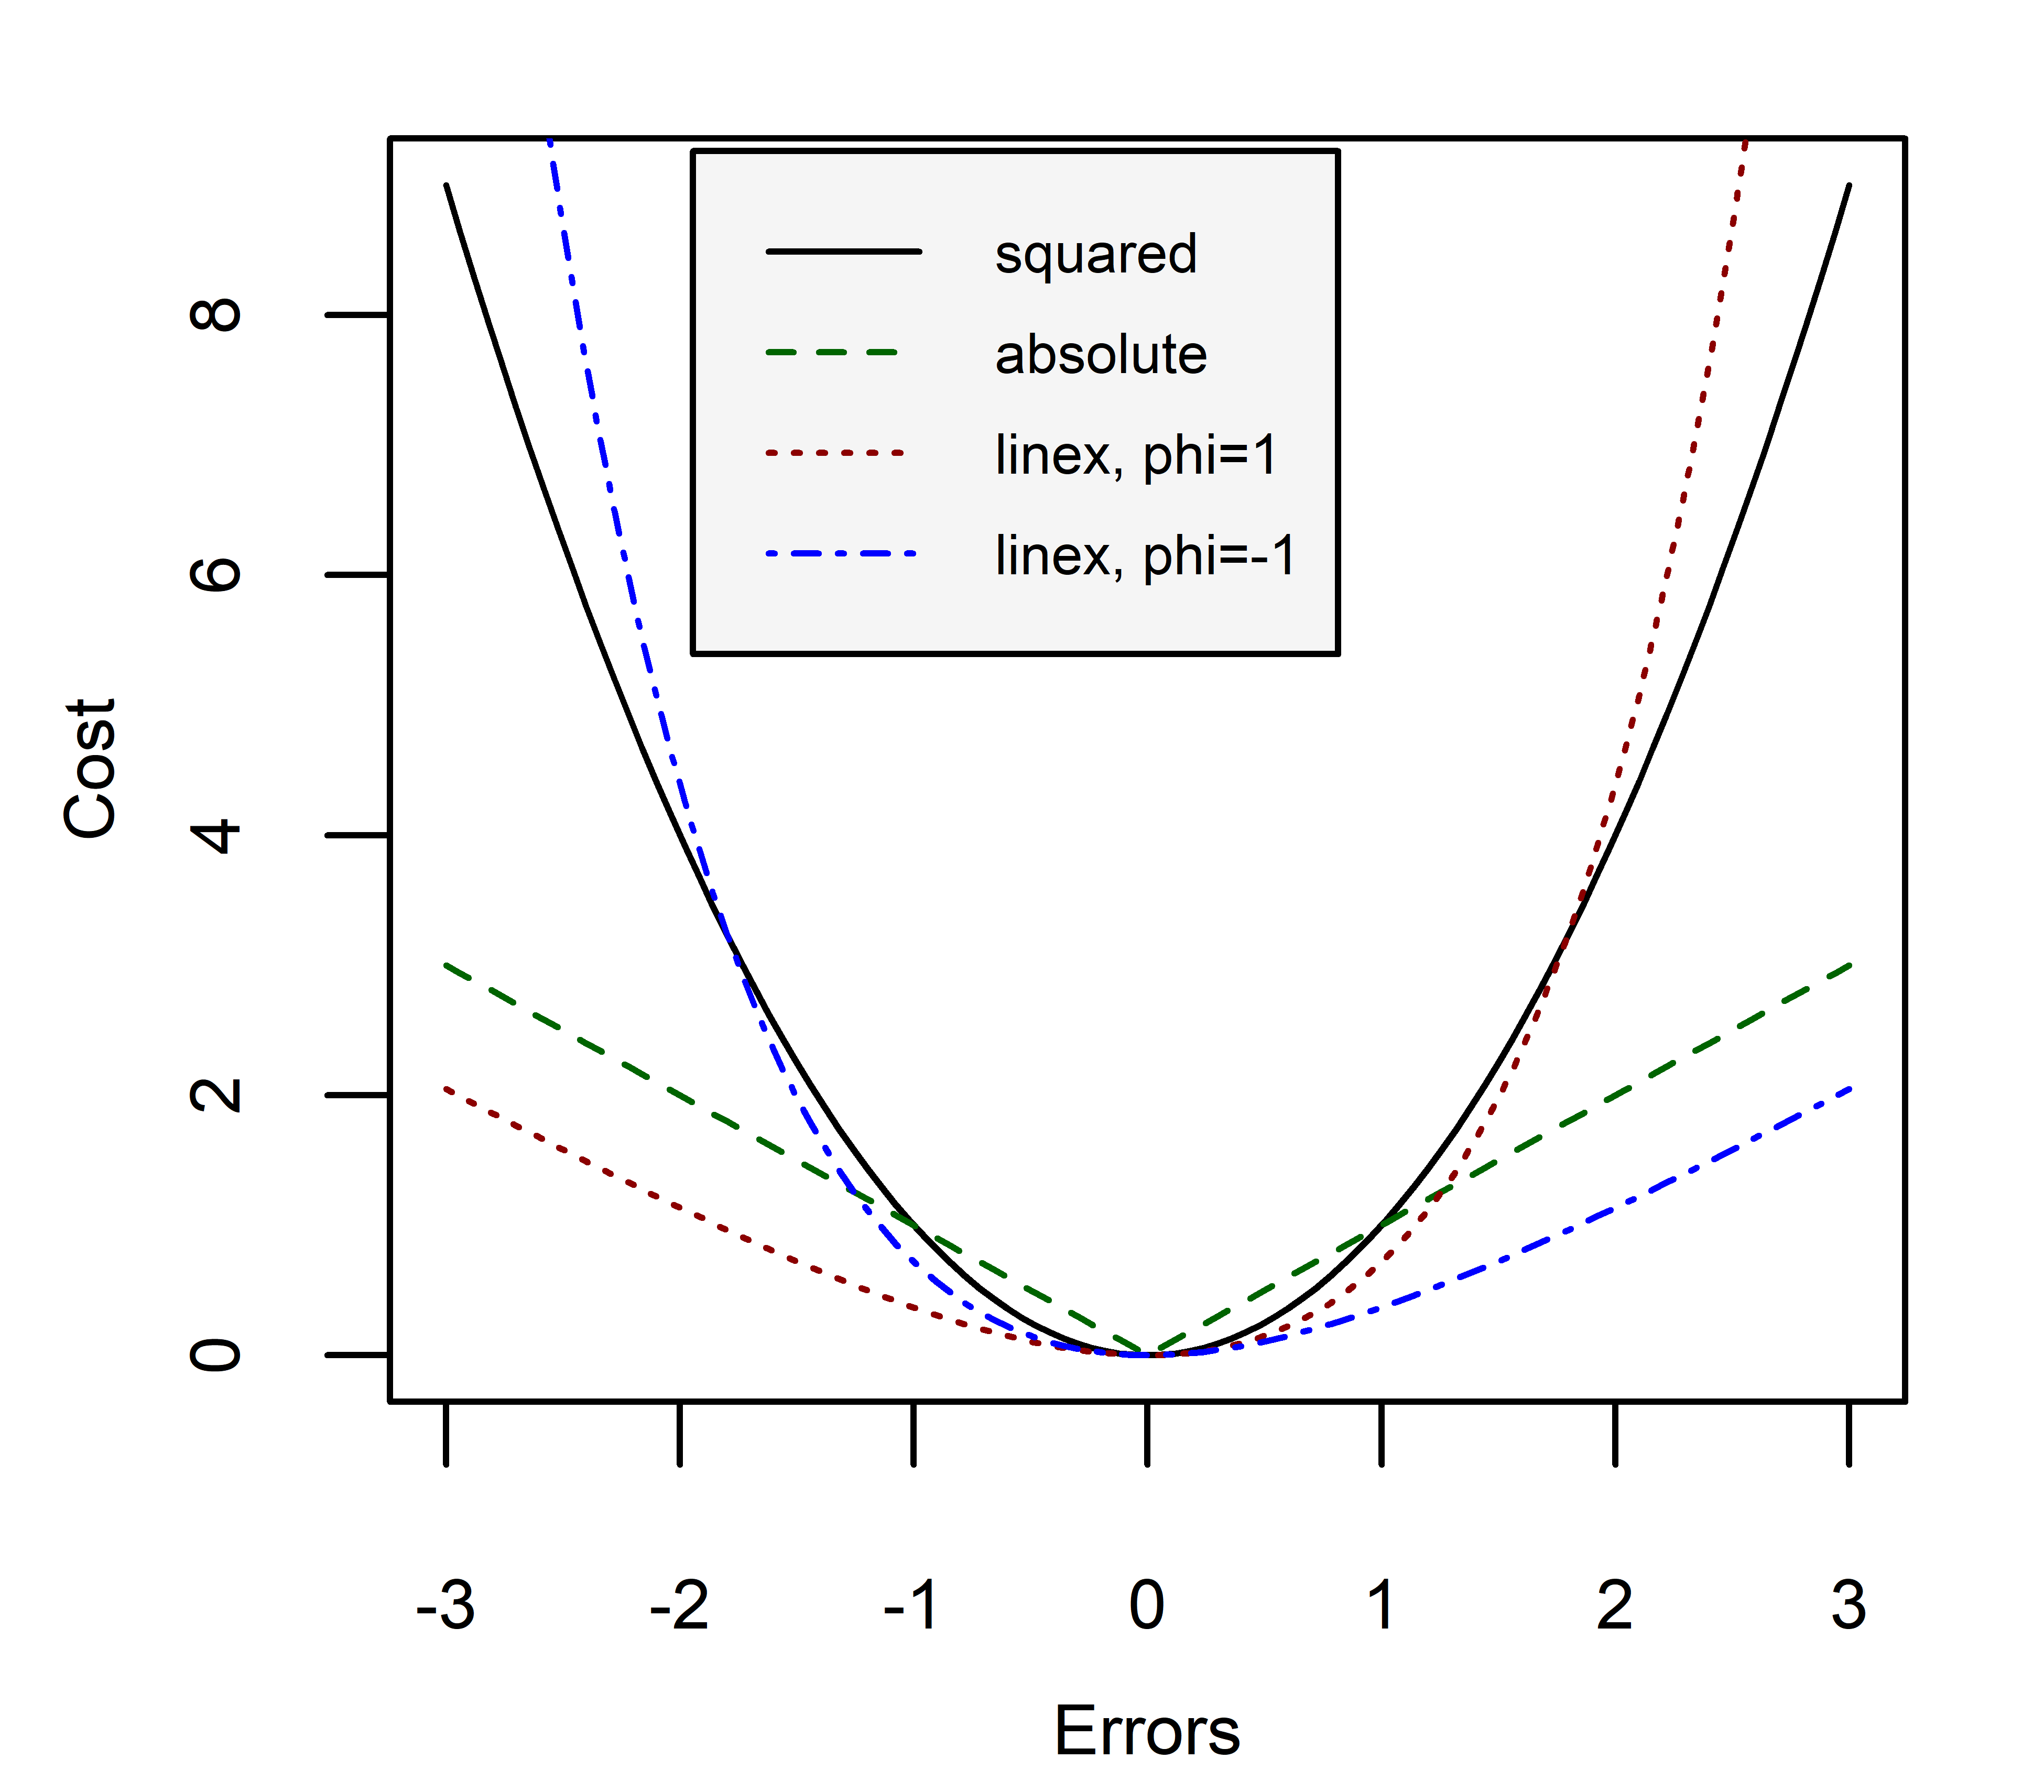 squared
absolute
linex, phi=1
linex, phi=-1
Cost
8
6
4
2
0
-3 -2 -1 0 1 2 3
Errors